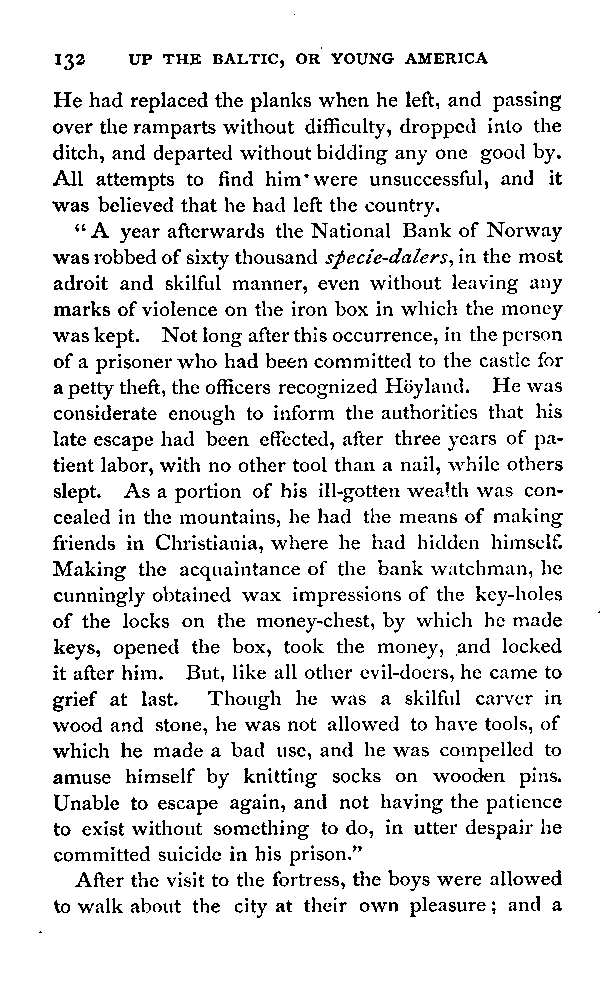 132 UP THE BALTIC, OR YOUNG AMERICA
He had replaced the planks when he left, and passing
over the ramparts without difficulty, dropped into the
ditch, and departed without bidding any one good by.
All attempts to find him were unsuccessful, and it
was believed that he had left the country.
"A year afterwards the National Bank of Norway
was robbed of sixty thousand specie-dalers, in the most
adroit and skilful manner, even without leaving any
marks of violence on the iron box in which the money
was kept. Not long after this occurrence, in the person
of a prisoner who had been committed to the castle for
a petty theft, the officers recognized Höyland. He was
considerate enough to inform the authorities that his
late escape had been effected, after three years of pa-
tient labor, with no other tool than a nail, while others
slept. As a portion of his ill-gotten wealth was con-
cealed in the mountains, he had the means of making
friends in Christiania, where he had hidden himself.
Making the acquaintance of the bank watchman, he
cunningly obtained wax impressions of the key-holes
of the locks on the money-chest, by which he made
keys, opened the box, took the money, and locked
it after him. But, like all other evil-doers, he came to
grief at last. Though he was a skilful carver in
wood and stone, he was not allowed to have tools, of
which he made a bad use, and he was compelled to
amuse himself by knitting socks on wooden pins.
Unable to escape again, and not having the patience
to exist without something to do, in utter despair he
committed suicide in his prison."
After the visit to the fortress, the boys were allowed
to walk about the city at their own pleasure; and a